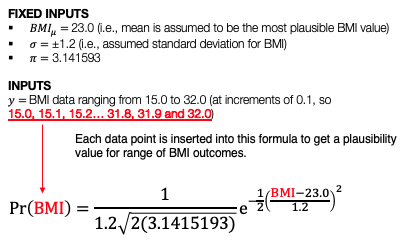 FIXED INPUTS
▪ BMI_μ = 23.0 (i.e., mean is assumed to be the most plausible BMI value)
▪ σ = ±1.2 (i.e., assumed standard deviation for BMI)
▪ π = 3.141593
INPUTS
y = BMI data ranging from 15.0 to 32.0 (at increments of 0.1, so
15.0, 15.1, 15.2… 31.8, 31.9 and 32.0)
Each data point is inserted into this formula to get a plausibility
value for range of BMI outcomes.
Pr(BMI) = 1 / 1.2√2(3.1415193) e^-1/2((BMI−23.0)/1.2)^2